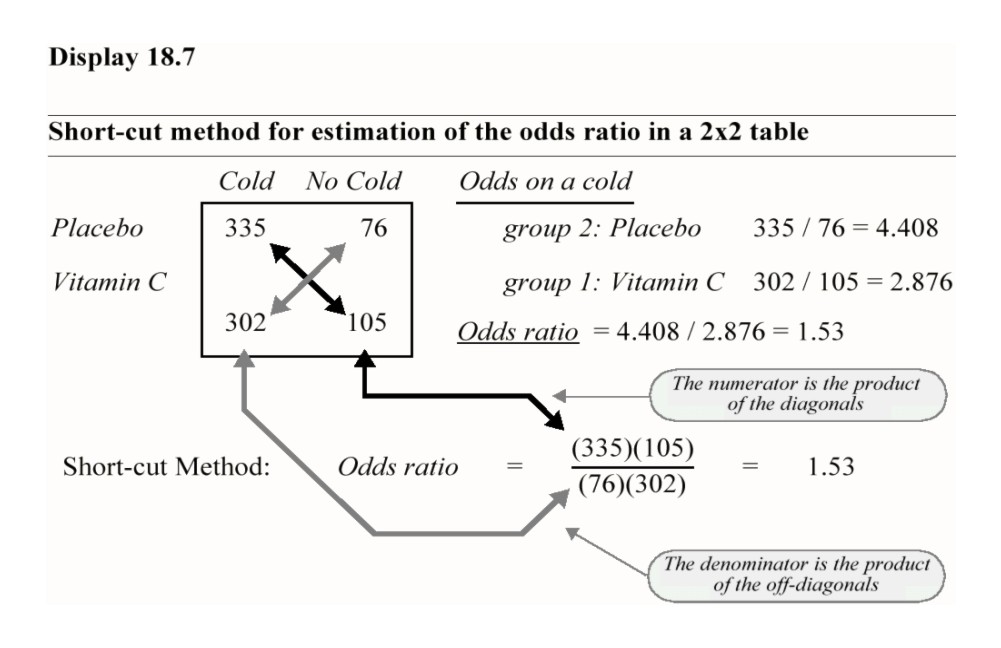 Display 18.7
Short-cut method for estimation of the odds ratio in a 2x2 table
Cold No Cold Odds on a cold
Placebo 335 76 group 2: Placebo 335 / 76 = 4.408
Vitamin C group 1: Vitamin C 302 / 105 = 2.876
302 105 Odds ratio = 4.408 / 2.876 = 1.53
The numerator is the product
of the diagonals
Short-cut Method: Odds ratio = (335)(105) = 1.53
(76)(302)
The denominator is the product
of the off-diagonals